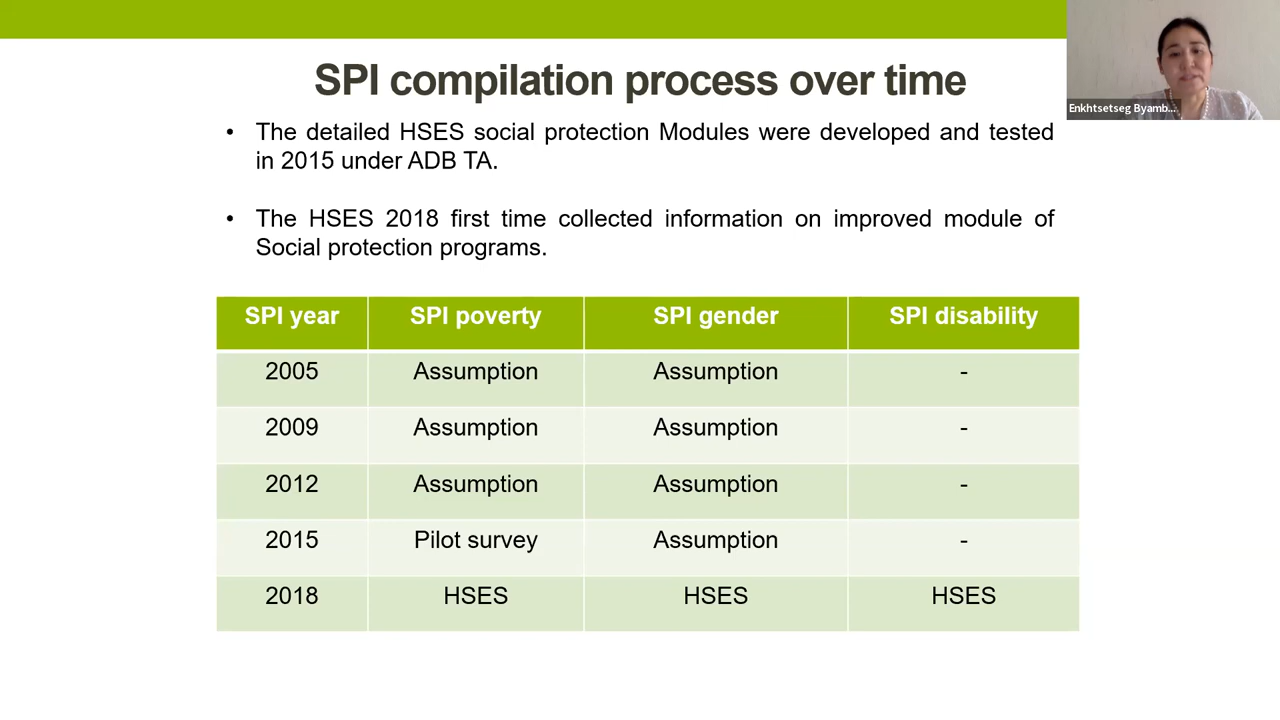 SPI compilation process over time
Enkhtsetseg Byamb...
• The detailed HSES social protection Modules were developed and tested
in 2015 under ADB TA.
• The HSES 2018 first time collected information on improved module of
Social protection programs.
SPI year SPI poverty SPI gender SPI disability
2005 Assumption Assumption -
2009 Assumption Assumption -
2012 Assumption Assumption -
2015 Pilot survey Assumption -
2018 HSES HSES HSES